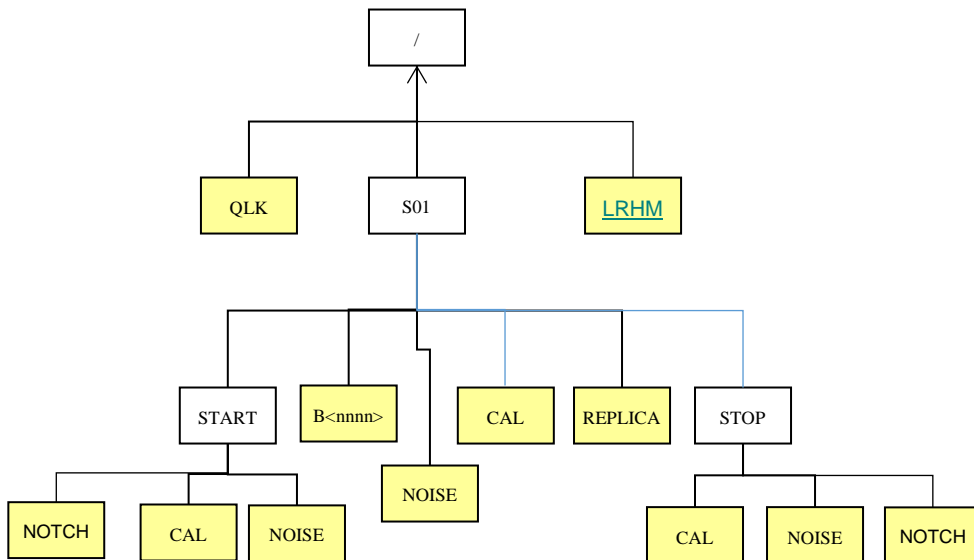 /
QLK
S01
LRHM
START
B<nnnn>
CAL
REPLICA
STOP
NOISE
NOTCH
CAL
NOISE
CAL
NOISE
NOTCH